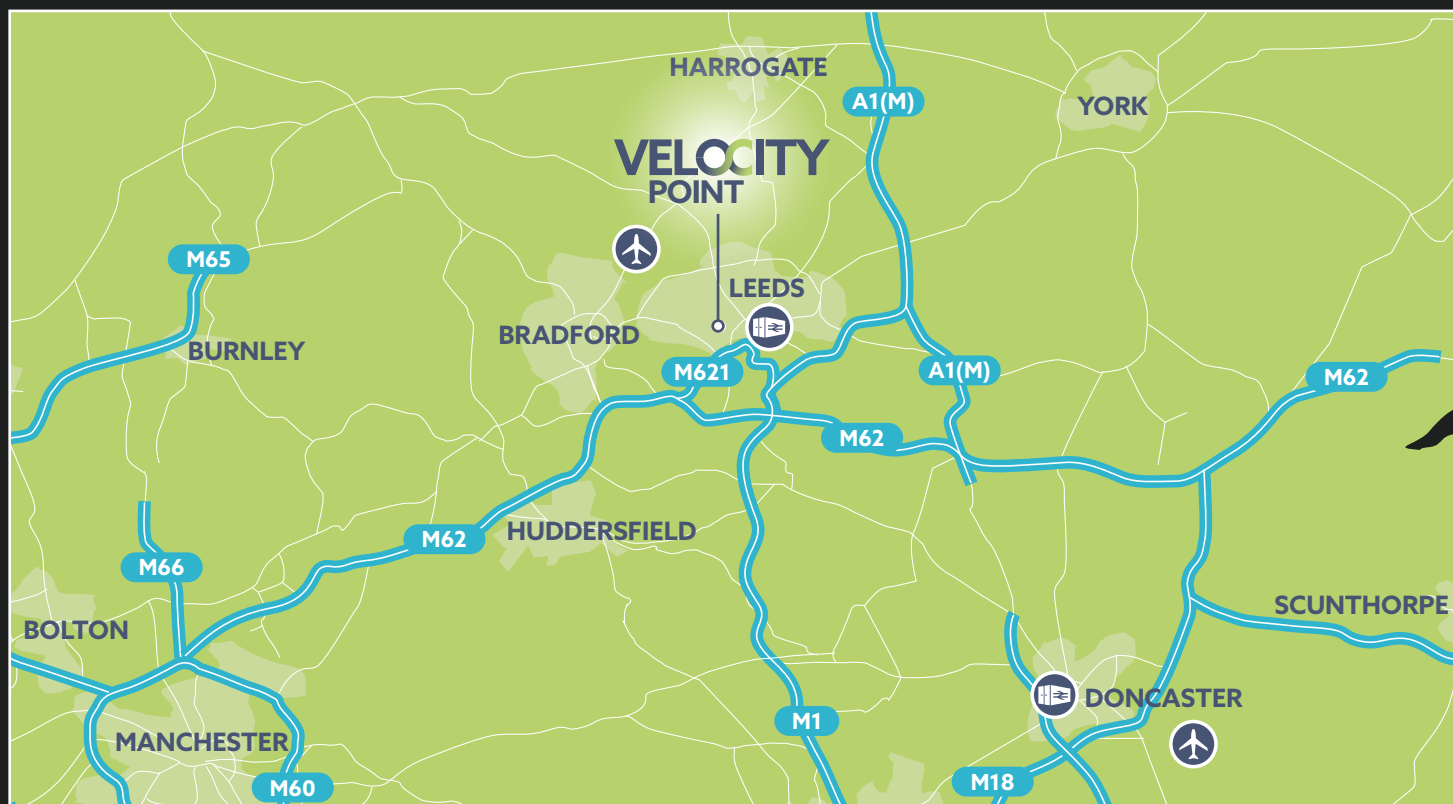 HARROGATE
A1(M)
YORK
VELOCITY
POINT
M65
LEEDS
BRADFORD
BURNLEY
M621
A1(M)
M62
M62
HUDDERSFIELD
M62
M66
SCUNTHORPE
BOLTON
DONCASTER
M1
MANCHESTER
M18
M60